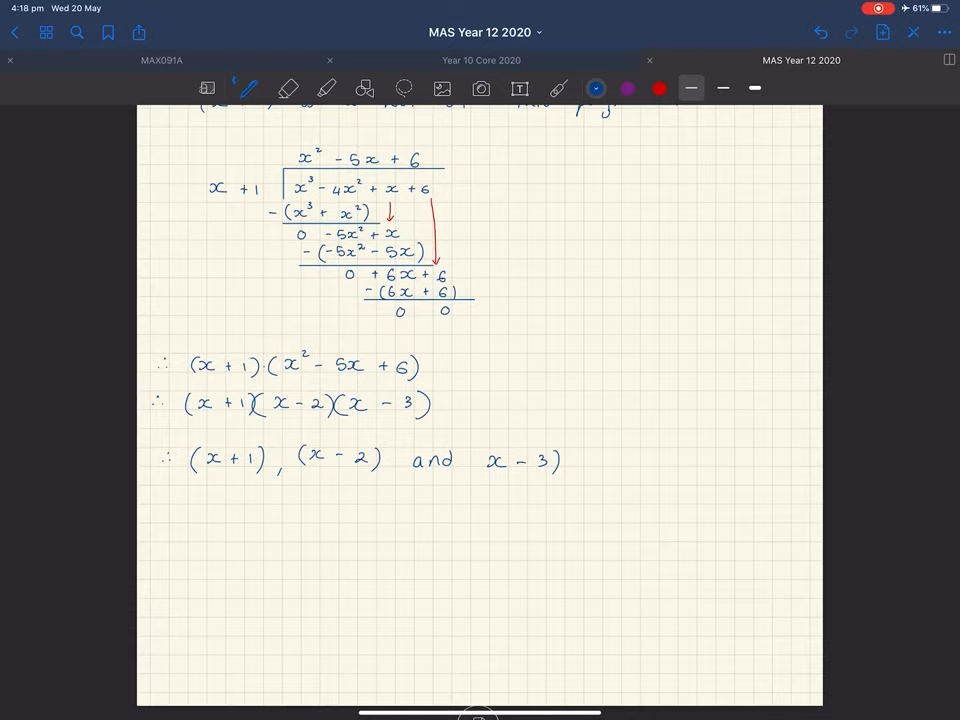 4:18 pm Wed 20 May
61%
MAS Year 12 2020
MAX091A
Year 10 Core 2020
MAS Year 12 2020
x² - 5x + 6
x + 1 x³ - 4x² + x + 6
- (x³ + x²)
0 - 5x² + x
- (-5x² - 5x)
0 + 6x + 6
- (6x + 6)
0 0
∴ (x + 1)·(x² - 5x + 6)
∴ (x + 1)(x - 2)(x - 3)
∴ (x + 1), (x - 2) and x - 3)